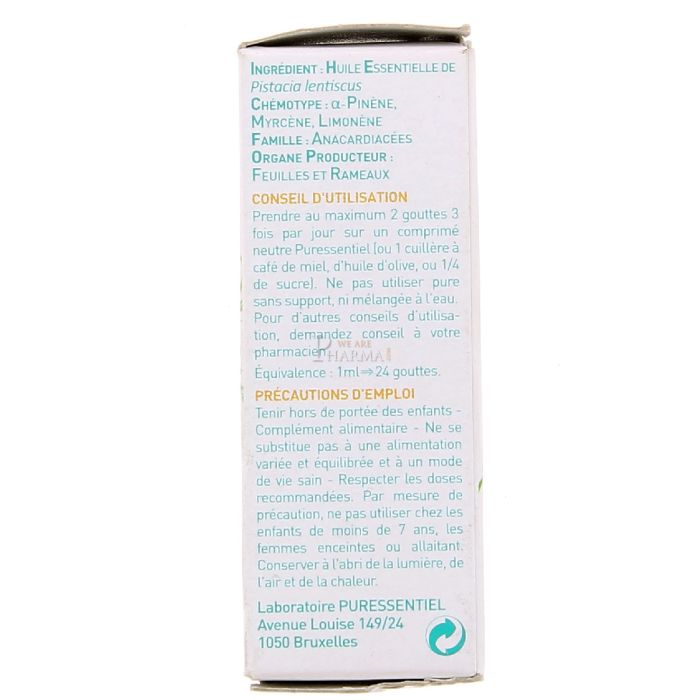 INGRÉDIENT : HUILE ESSENTIELLE DE
Pistacia lentiscus
CHÉMOTYPE : α-PINÈNE,
MYRCÈNE, LIMONÈNE
FAMILLE : ANACARDIACÉES
ORGANE PRODUCTEUR :
FEUILLES ET RAMEAUX
CONSEIL D'UTILISATION
Prendre au maximum 2 gouttes 3
fois par jour sur un comprimé
neutre Puressentiel (ou 1 cuillère à
café de miel, d'huile d'olive, ou 1/4
de sucre). Ne pas utiliser pure
sans support, ni mélangée à l'eau.
Pour d'autres conseils d'utilisa-
tion, demandez conseil à votre
pharmacien.
WE ARE
PHARMA
Équivalence : 1ml⇒24 gouttes.
PRÉCAUTIONS D'EMPLOI
Tenir hors de portée des enfants -
Complément alimentaire - Ne se
substitue pas à une alimentation
variée et équilibrée et à un mode
de vie sain - Respecter les doses
recommandées. Par mesure de
précaution, ne pas utiliser chez les
enfants de moins de 7 ans, les
femmes enceintes ou allaitant.
Conserver à l'abri de la lumière, de
l'air et de la chaleur.
Laboratoire PURESSENTIEL
Avenue Louise 149/24
1050 Bruxelles